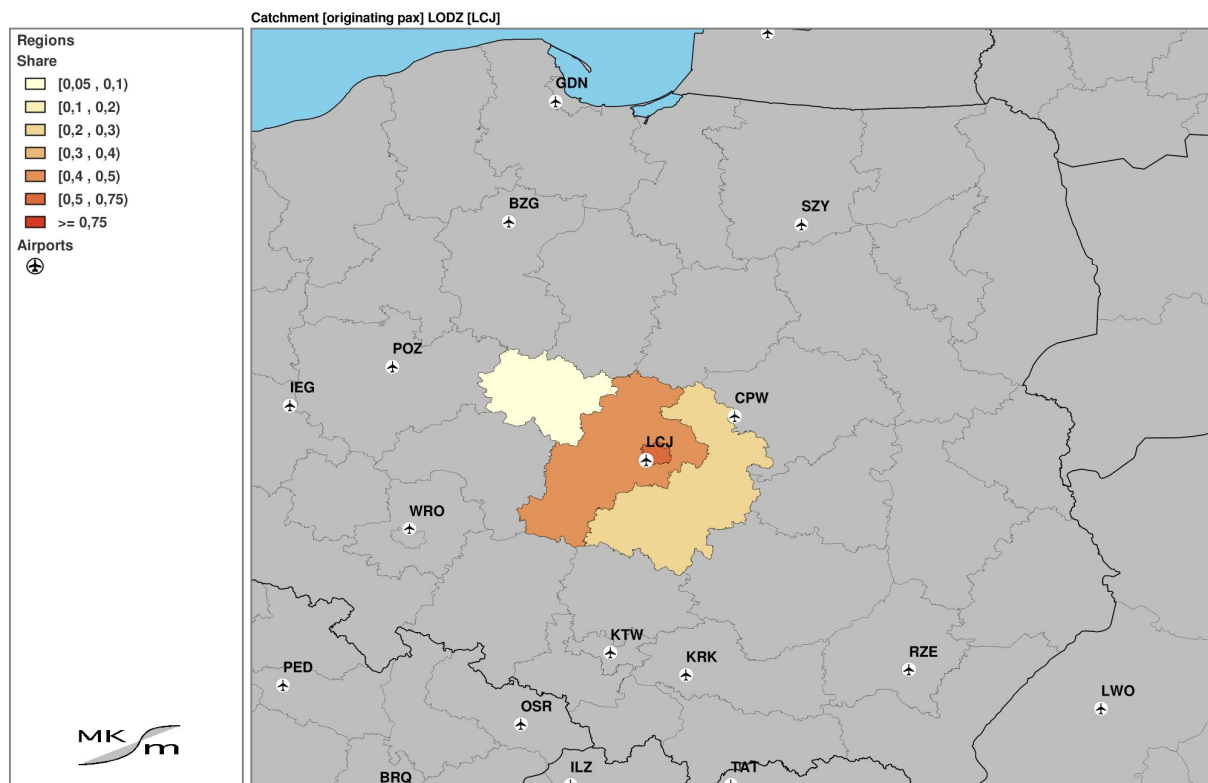 Catchment [originating pax] LODZ [LCJ]
Regions
Share
[0,05 , 0,1)
[0,1 , 0,2)
[0,2 , 0,3)
[0,3 , 0,4)
[0,4 , 0,5)
[0,5 , 0,75)
>= 0,75
Airports
GDN
BZG
SZY
POZ
IEG
CPW
LCJ
WRO
KTW
KRK
RZE
PED
LWO
OSR
ILZ
TAT
BRQ
MK
m